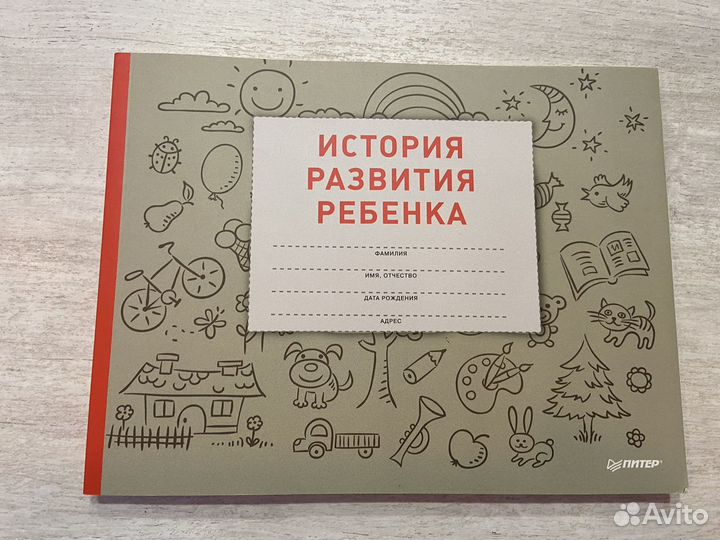 ИСТОРИЯ
РАЗВИТИЯ
РЕБЕНКА
ФАМИЛИЯ
ИМЯ, ОТЧЕСТВО
ДАТА РОЖДЕНИЯ
АДРЕС
ПИТЕР
Avito